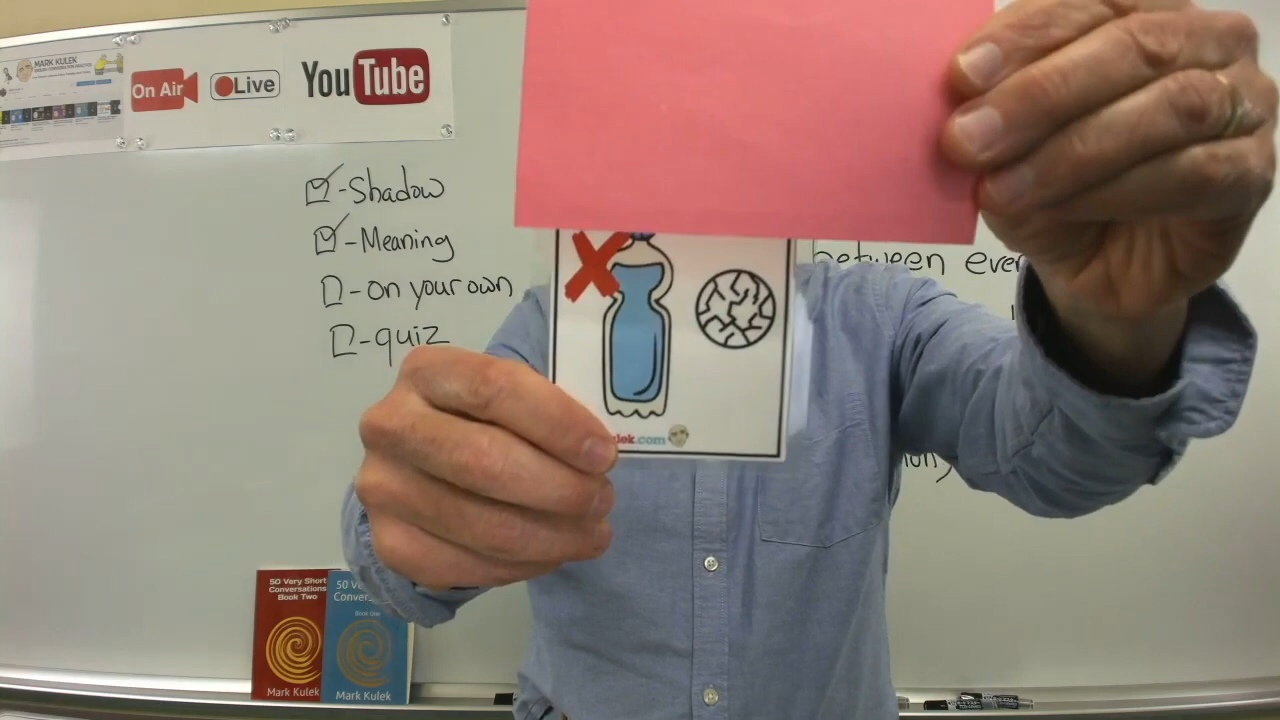 MARK KULEK
On Air
Live
YouTube
-Shadow
-Meaning
-on your own
-quiz
between
lek.com
50 Very Short
Conversations
Book Two
Mark Kulek
50
Book One
Mark Kulek